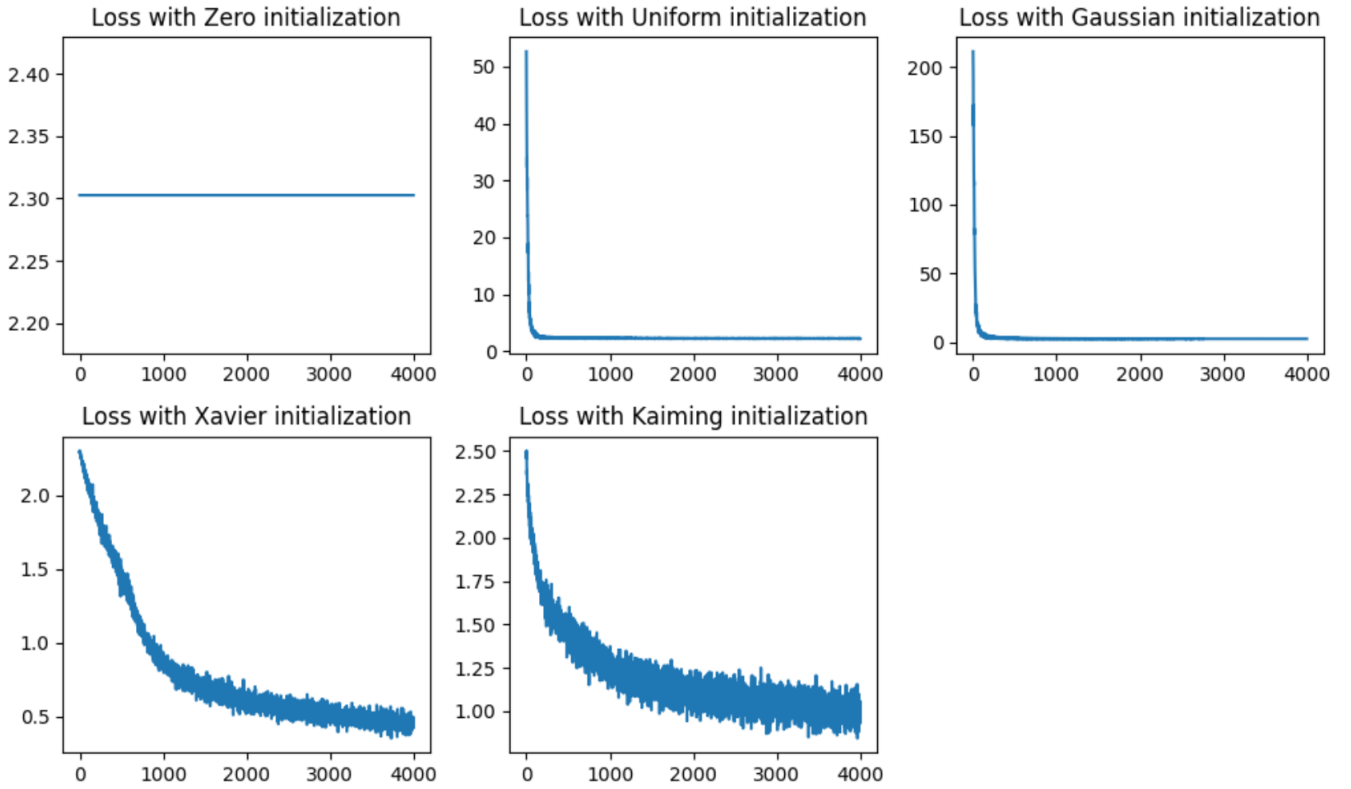 Loss with Zero initialization
2.40
2.35
2.30
2.25
2.20
0 1000 2000 3000 4000
Loss with Uniform initialization
50
40
30
20
10
0
0 1000 2000 3000 4000
Loss with Gaussian initialization
200
150
100
50
0
0 1000 2000 3000 4000
Loss with Xavier initialization
2.0
1.5
1.0
0.5
0 1000 2000 3000 4000
Loss with Kaiming initialization
2.50
2.25
2.00
1.75
1.50
1.25
1.00
0 1000 2000 3000 4000